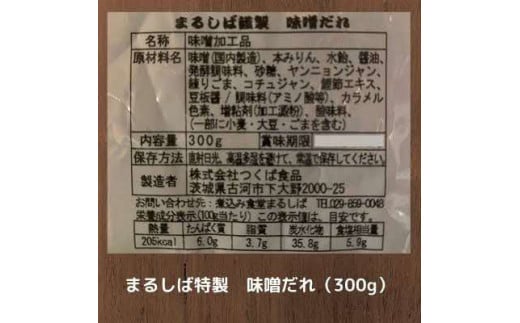 まるしば謹製　味噌だれ
名称　味噌加工品
原材料名　味噌(国内製造)、本みりん、水飴、醤油、
発酵調味料、砂糖、ヤンニョンジャン、
練りごま、コチュジャン、鰹節エキス、
豆板醤/調味料(アミノ酸等)、カラメル
色素、増粘剤(加工澱粉)、酸味料、
(一部に小麦・大豆・ごまを含む)
内容量　300g　賞味期限
保存方法　直射日光、高温多湿を避けて、常温で保存してください。
製造者　株式会社つくば食品
茨城県古河市下大野2000-25
お問い合わせ:煮込み食堂まるしば TEL029-859-0048
栄養成分表示(100g当たり) この表示値は、目安です。
熱量　たんぱく質　脂質　炭水化物　食塩相当量
205kcal　6.0g　3.7g　35.8g　5.9g
まるしば特製　味噌だれ（300g）